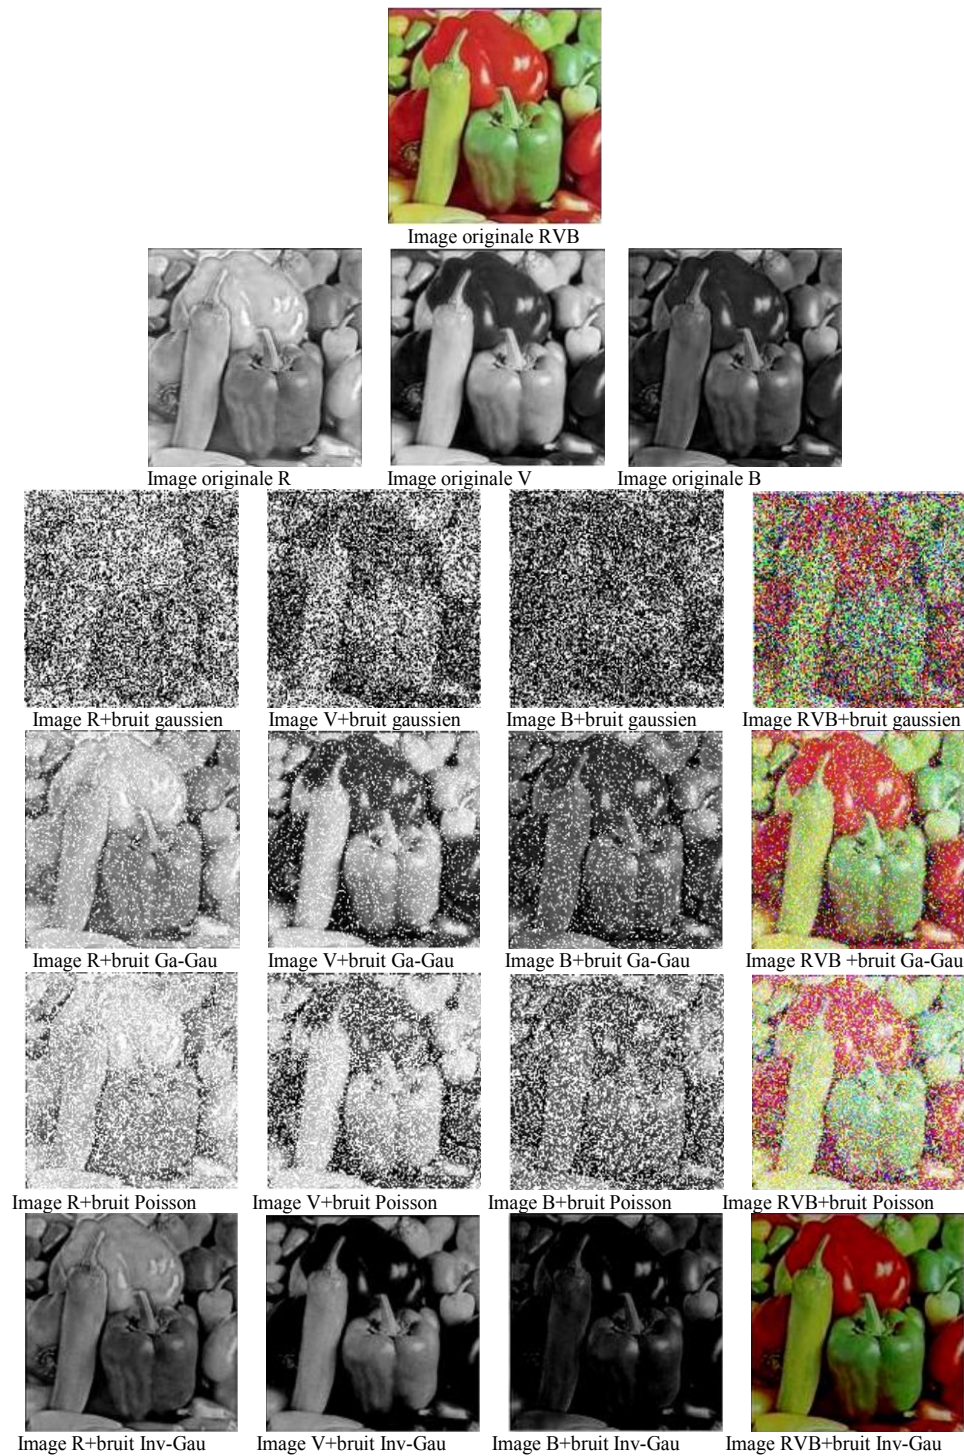 Image originale RVB
Image originale R
Image originale V
Image originale B
Image R+bruit gaussien
Image V+bruit gaussien
Image B+bruit gaussien
Image RVB+bruit gaussien
Image R+bruit Ga-Gau
Image V+bruit Ga-Gau
Image B+bruit Ga-Gau
Image RVB +bruit Ga-Gau
Image R+bruit Poisson
Image V+bruit Poisson
Image B+bruit Poisson
Image RVB+bruit Poisson
Image R+bruit Inv-Gau
Image V+bruit Inv-Gau
Image B+bruit Inv-Gau
Image RVB+bruit Inv-Gau